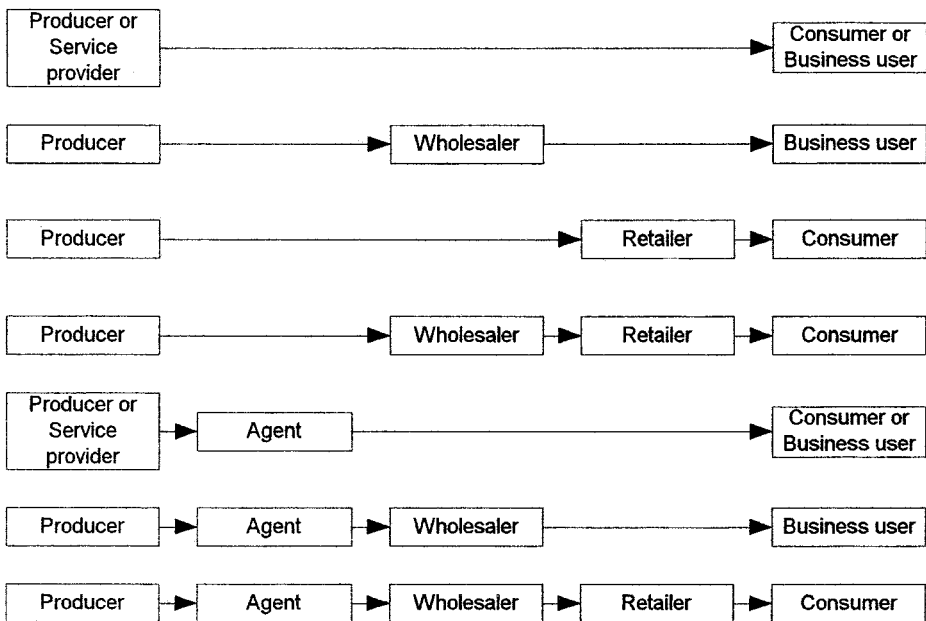 Producer or
Service
provider
Consumer or
Business user
Producer
Wholesaler
Business user
Producer
Retailer
Consumer
Producer
Wholesaler
Retailer
Consumer
Producer or
Service
provider
Agent
Consumer or
Business user
Producer
Agent
Wholesaler
Business user
Producer
Agent
Wholesaler
Retailer
Consumer